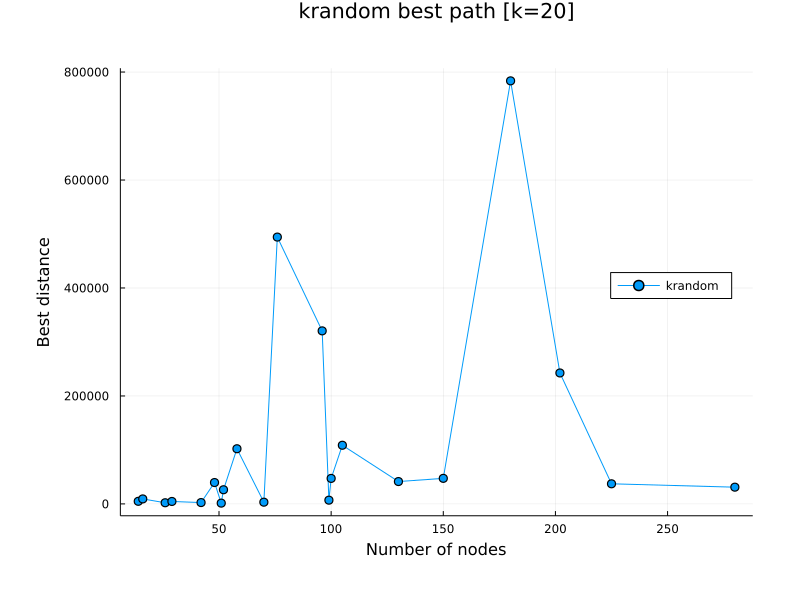 krandom best path [k=20]
800000
600000
400000
200000
0
Best distance
krandom
50 100 150 200 250
Number of nodes